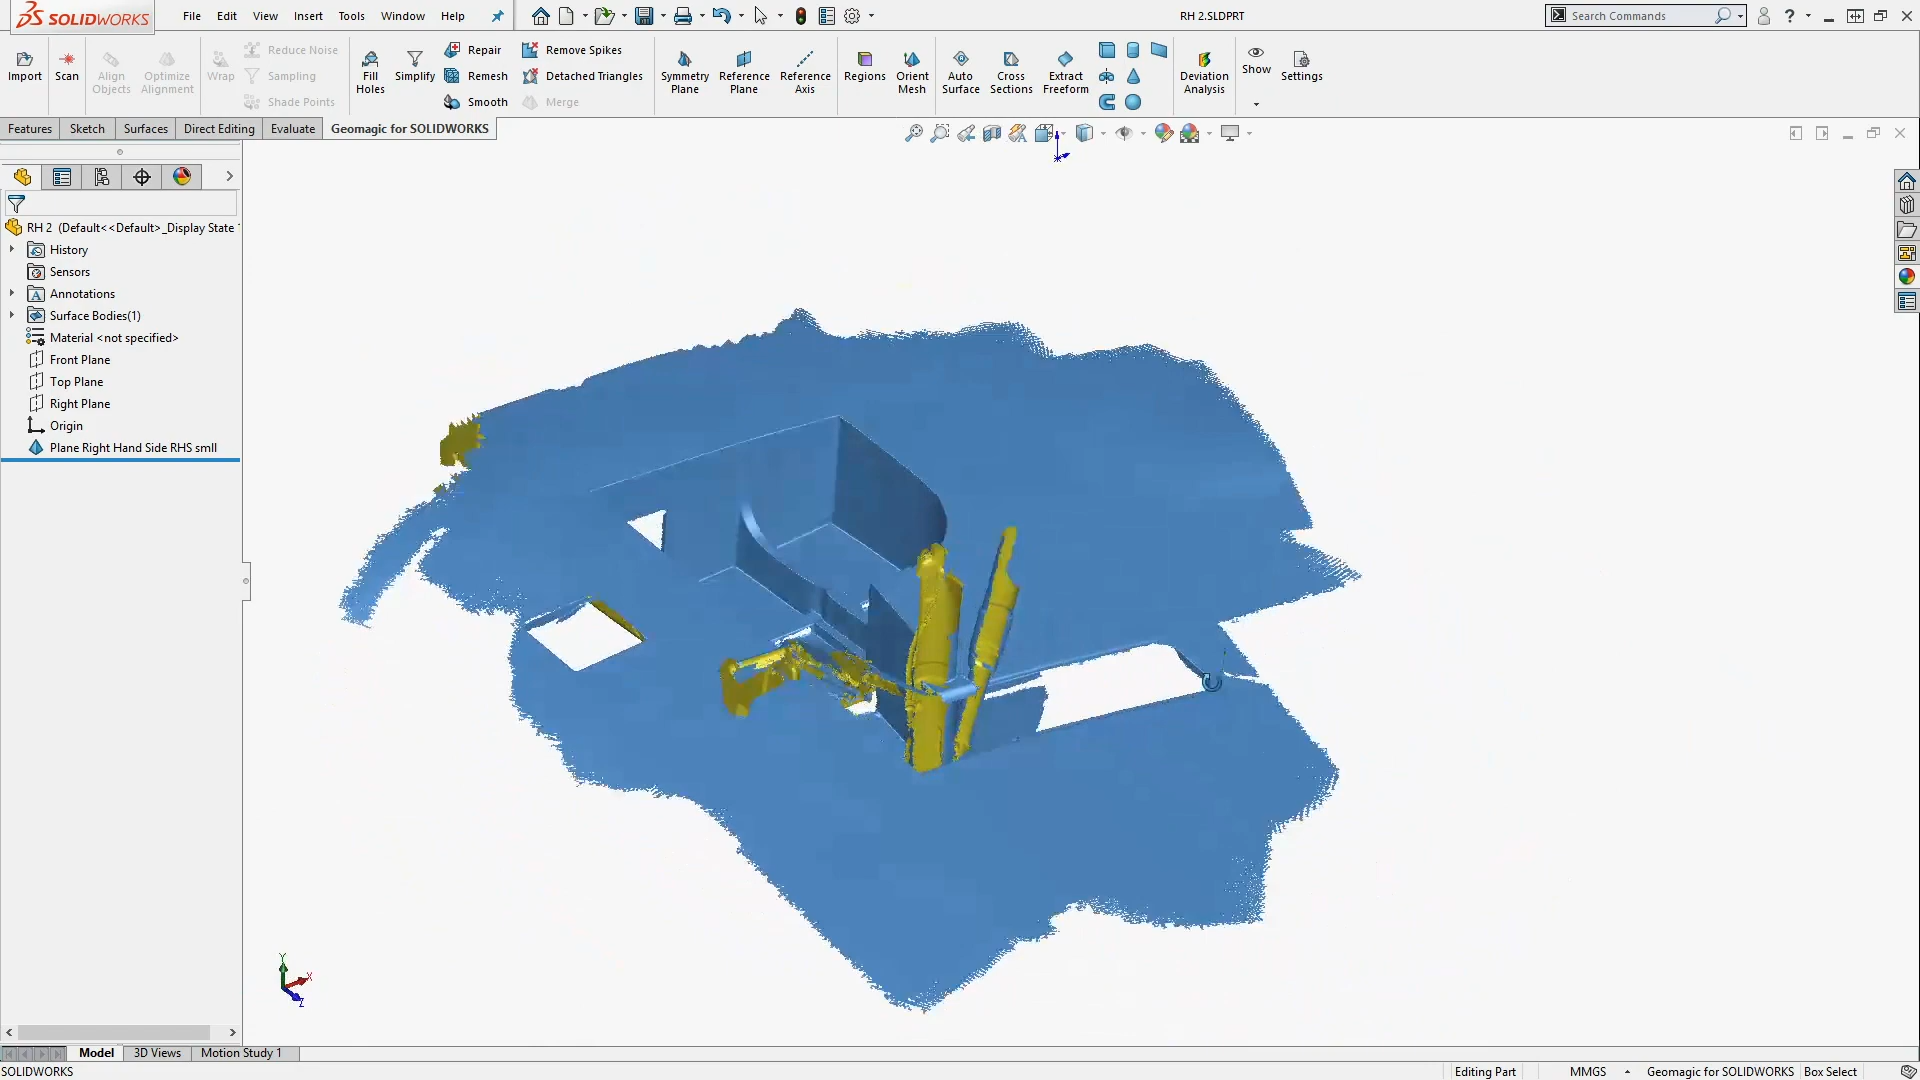 SOLIDWORKS
File Edit View Insert Tools Window Help
RH 2.SLDPRT
Search Commands
Import
Scan
Align Objects
Optimize Alignment
Wrap
Reduce Noise
Sampling
Shade Points
Fill Holes
Simplify
Repair
Remesh
Smooth
Remove Spikes
Detached Triangles
Merge
Symmetry Plane
Reference Plane
Reference Axis
Regions
Orient Mesh
Auto Surface
Cross Sections
Extract Freeform
Deviation Analysis
Show
Settings
Features Sketch Surfaces Direct Editing Evaluate Geomagic for SOLIDWORKS
RH 2 (Default<<Default>_Display State
History
Sensors
Annotations
Surface Bodies(1)
Material <not specified>
Front Plane
Top Plane
Right Plane
Origin
Plane Right Hand Side RHS smll
Y
X
Z
Model 3D Views Motion Study 1
SOLIDWORKS
Editing Part MMGS Geomagic for SOLIDWORKS Box Select